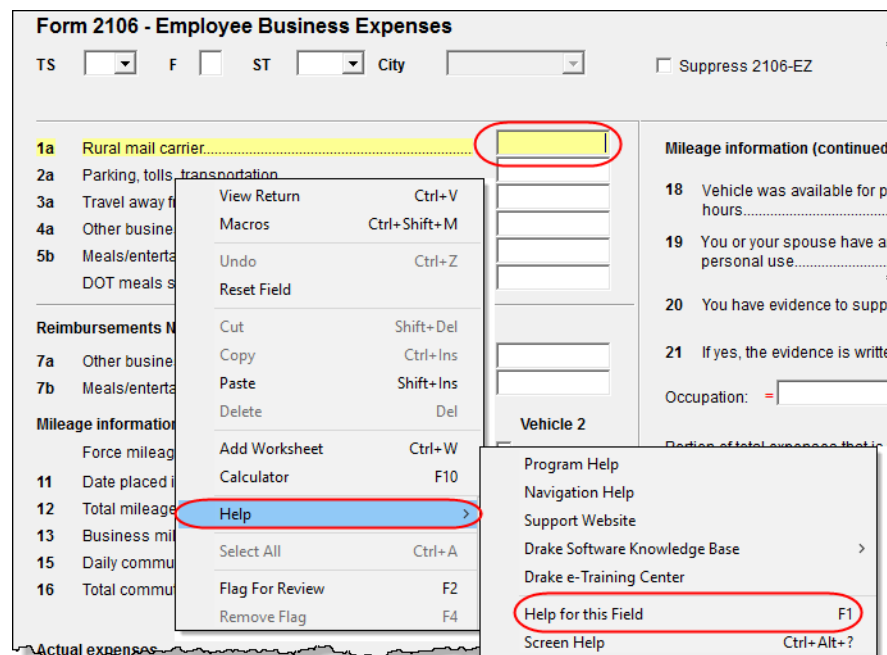 Form 2106 - Employee Business Expenses
TS F ST City Suppress 2106-EZ
1a Rural mail carrier
2a Parking, tolls, transportation
3a Travel away
4a Other busine
5b Meals/enterta
DOT meals s
Reimbursements N
7a Other busine
7b Meals/enterta
Mileage information
Force mileag
11 Date placed i
12 Total mileage
13 Business mil
15 Daily commu
16 Total commut
Actual expenses
View Return Ctrl+V
Macros Ctrl+Shift+M
Undo Ctrl+Z
Reset Field
Cut Shift+Del
Copy Ctrl+Ins
Paste Shift+Ins
Delete Del
Add Worksheet Ctrl+W
Calculator F10
Help >
Select All Ctrl+A
Flag For Review F2
Remove Flag F4
Vehicle 2
Mileage information (continued
18 Vehicle was available for p
hours
19 You or your spouse have a
personal use
20 You have evidence to supp
21 If yes, the evidence is writte
Occupation: =
Portion of total expenses that is
Program Help
Navigation Help
Support Website
Drake Software Knowledge Base >
Drake e-Training Center
Help for this Field F1
Screen Help Ctrl+Alt+?